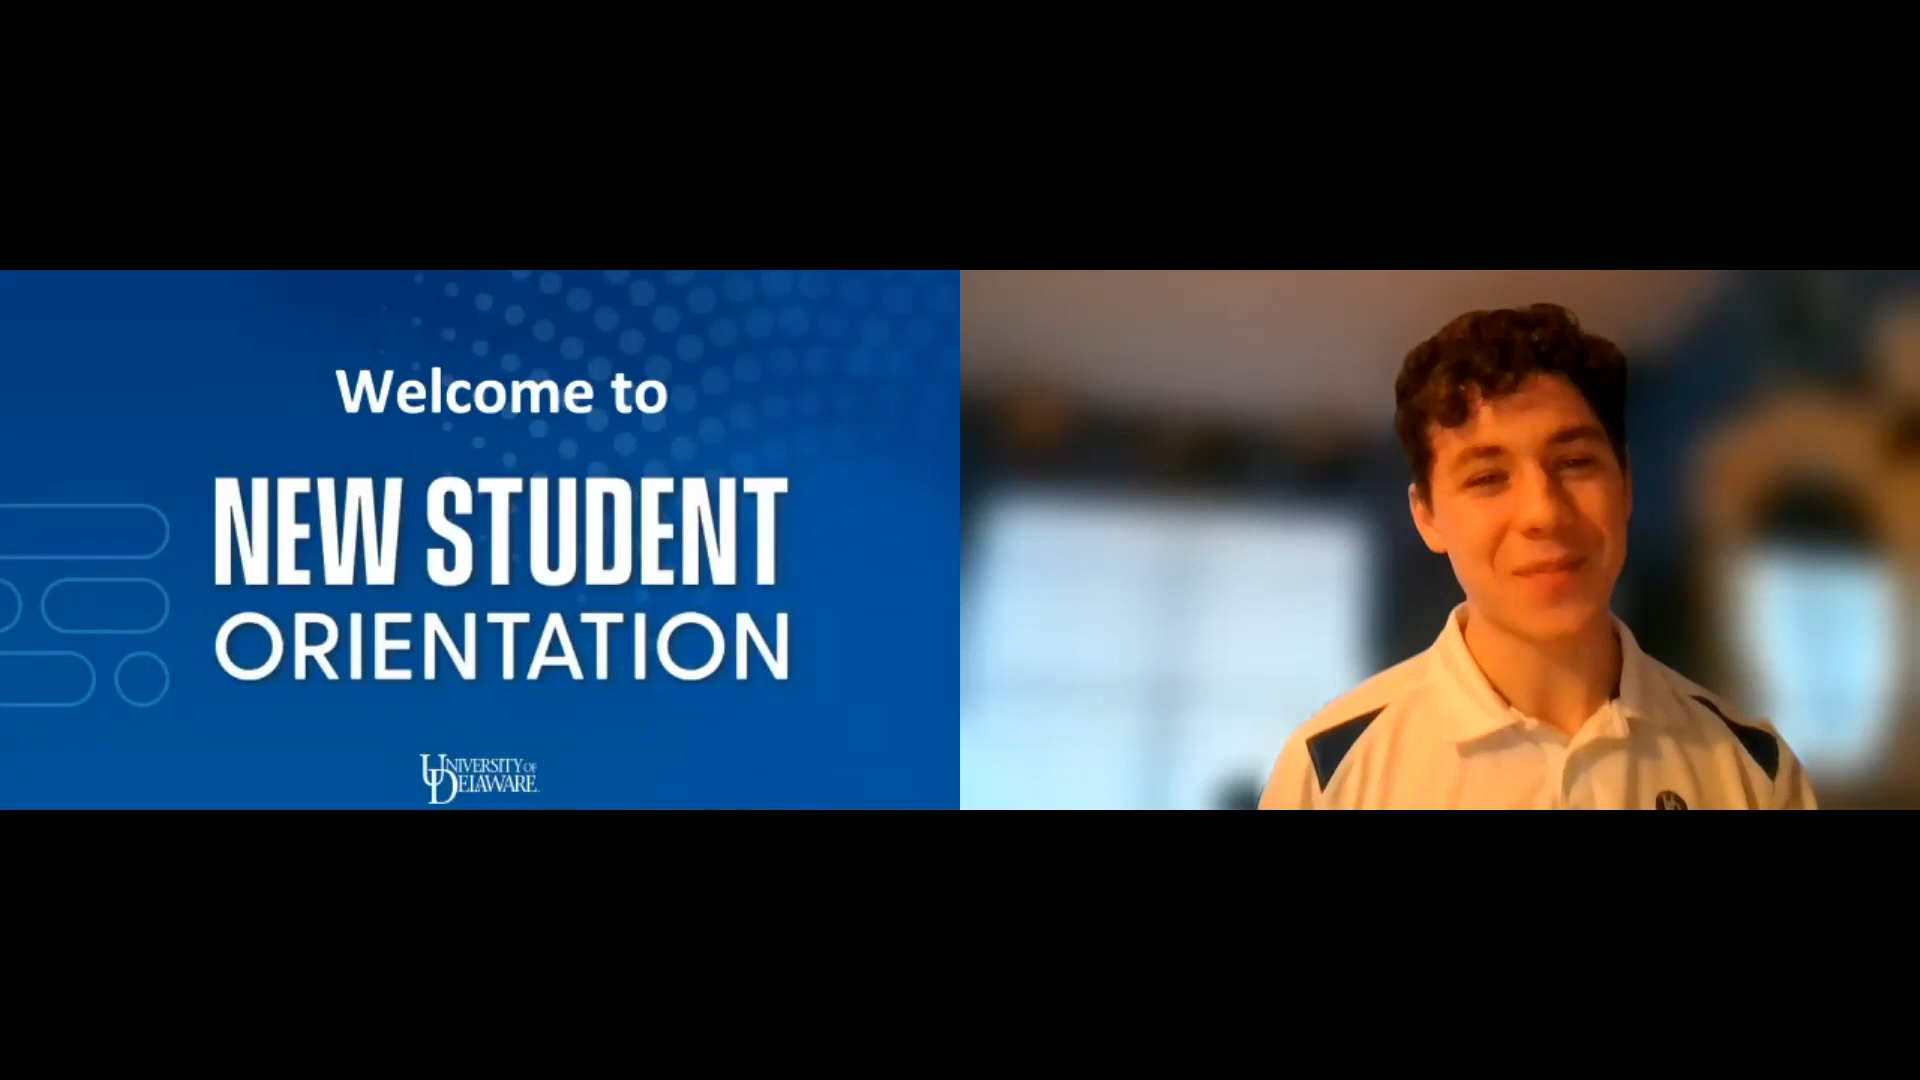 Welcome to
NEW STUDENT
ORIENTATION
UNIVERSITY OF
DELAWARE